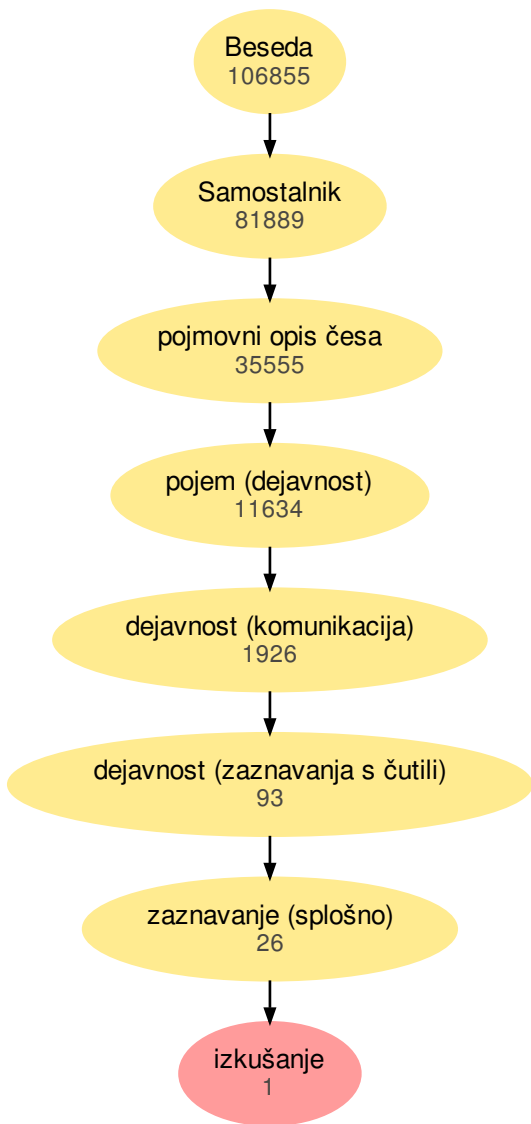 Beseda
106855
Samostalnik
81889
pojmovni opis česa
35555
pojem (dejavnost)
11634
dejavnost (komunikacija)
1926
dejavnost (zaznavanja s čutili)
93
zaznavanje (splošno)
26
izkušanje
1